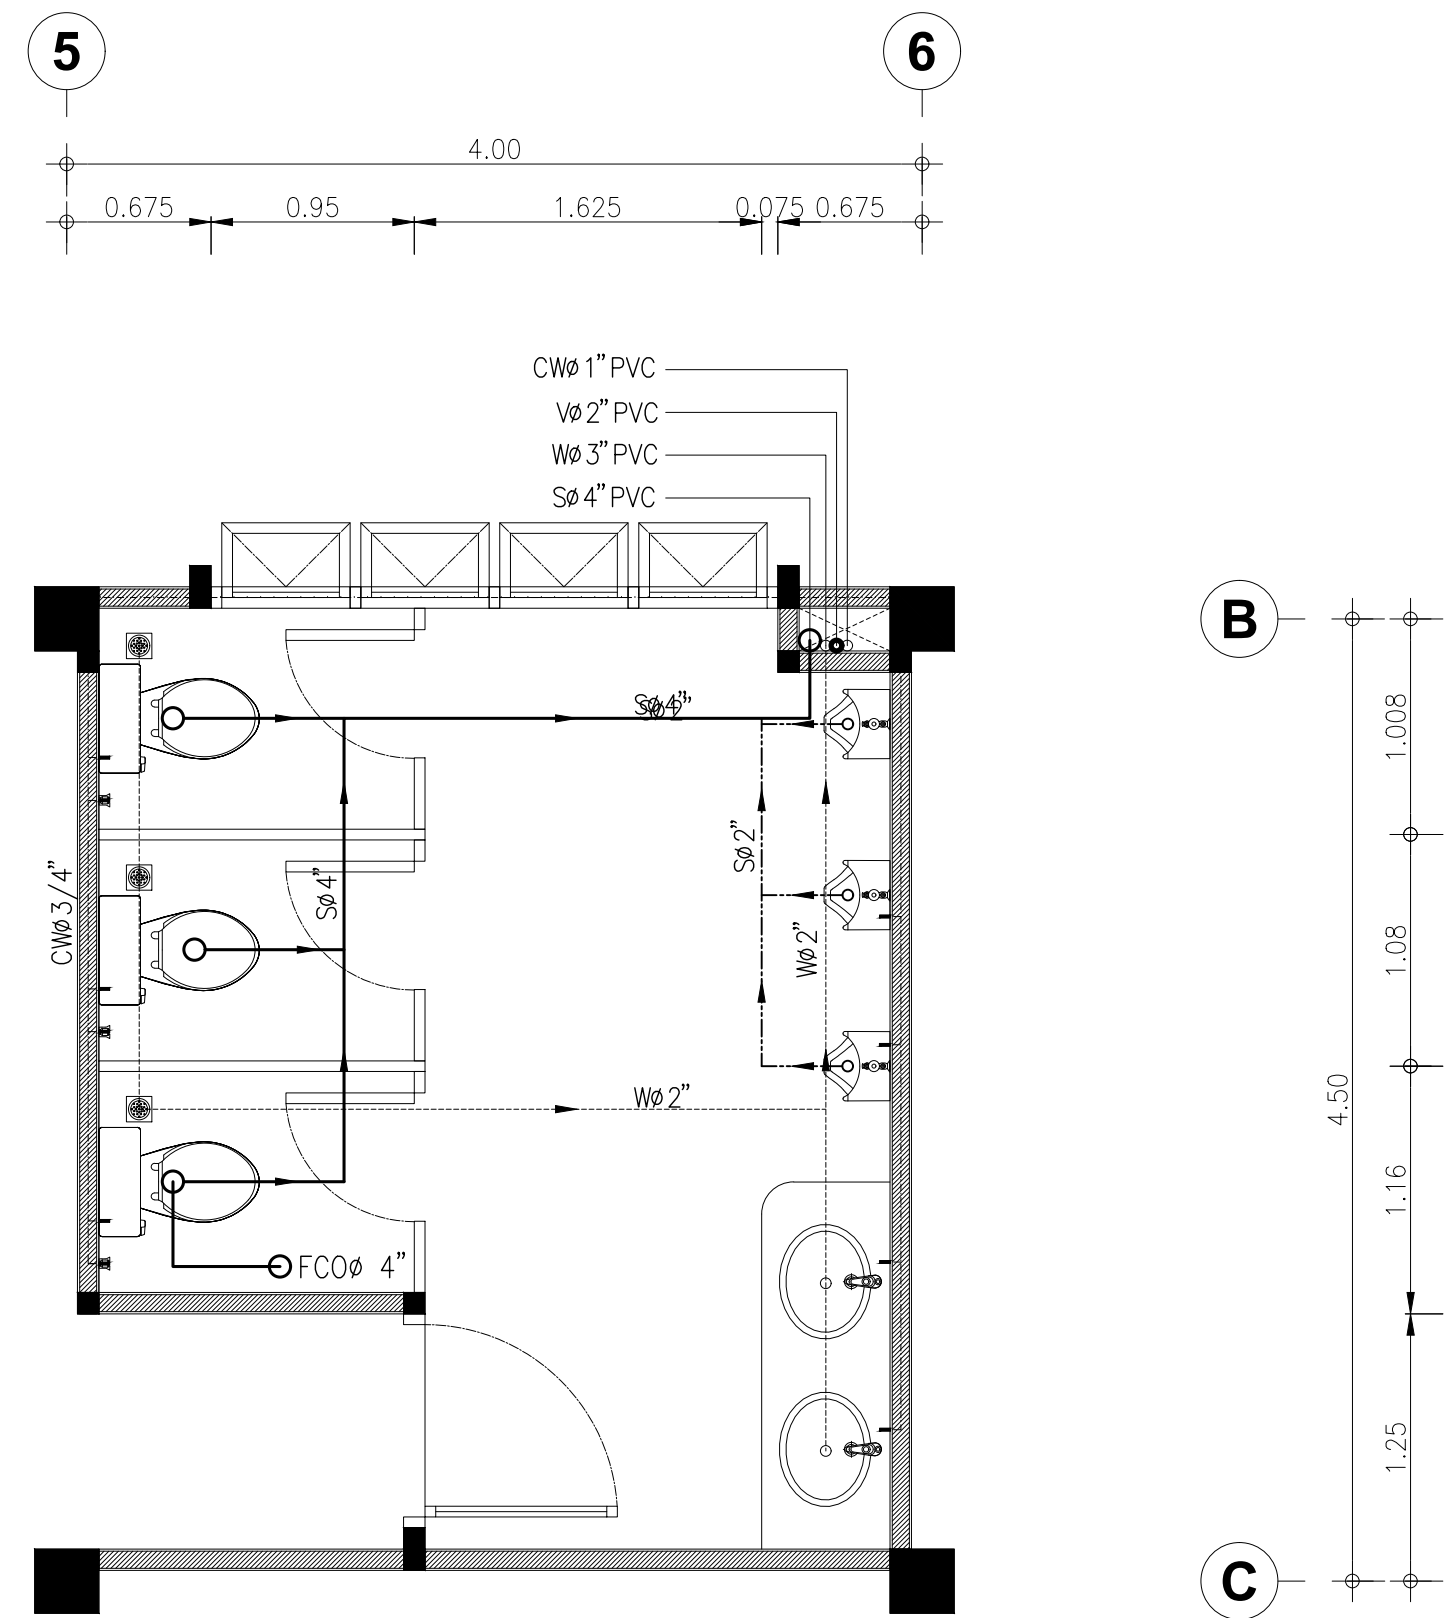 5
6
4.00
0.675
0.95
1.625
0.075
0.675
CWø 1” PVC
Vø 2” PVC
Wø 3” PVC
Sø 4” PVC
B
1.008
Sø 2”
Sø 4”
CWø 3/4”
Wø 2”
1.08
4.50
Wø 2”
1.16
FCOø 4”
1.25
C